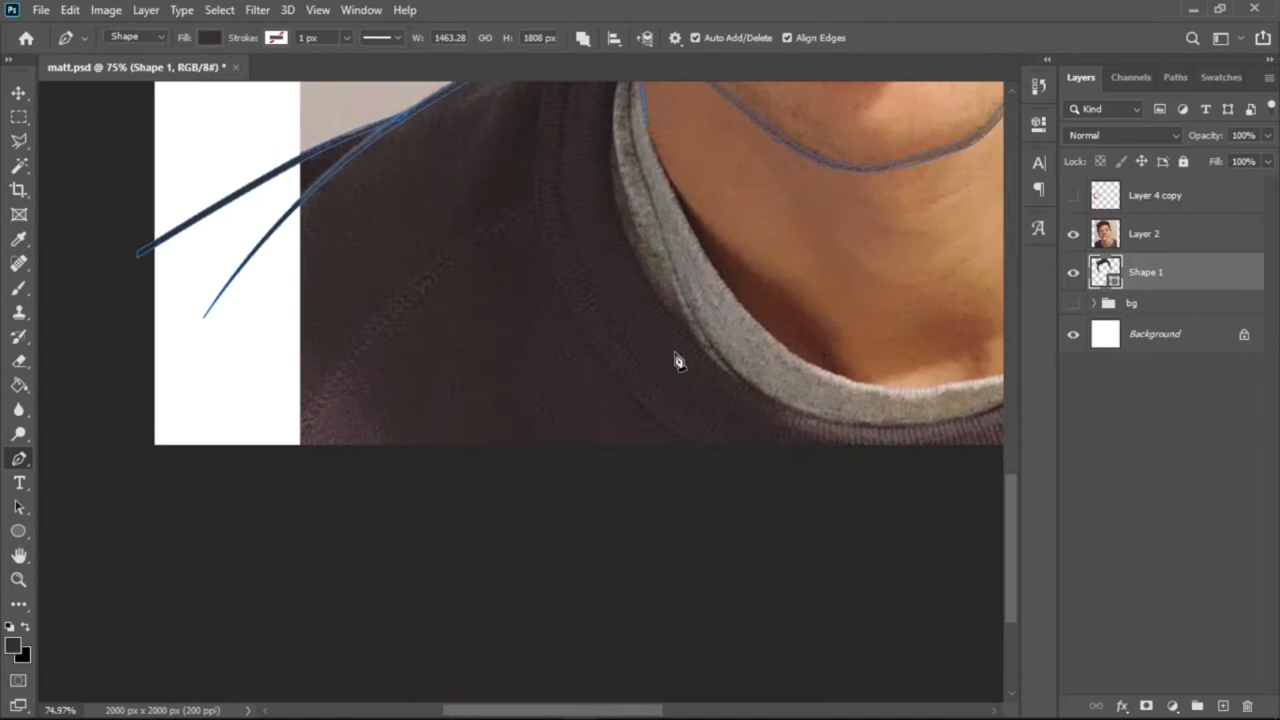 Ps File Edit Image Layer Type Select Filter 3D View Window Help
Shape Fill: Stroke: 1 px W: 1463.28 H: 1808 px Auto Add/Delete Align Edges
matt.psd @ 75% (Shape 1, RGB/8#) * ×
Layers Channels Paths Swatches
Kind
Normal Opacity: 100%
Lock: Fill: 100%
Layer 4 copy
Layer 2
Shape 1
bg
Background
74.97% 2000 px x 2000 px (200 ppi)